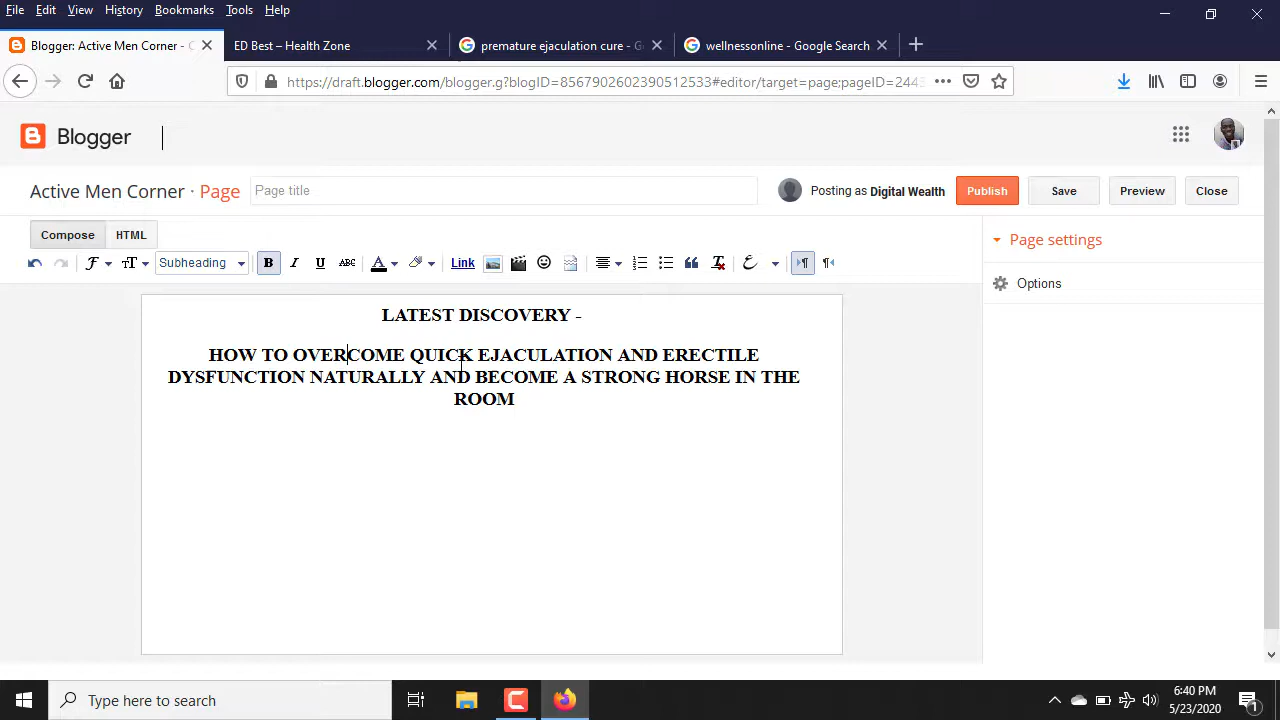 File Edit View History Bookmarks Tools Help
Blogger: Active Men Corner - C
ED Best – Health Zone
premature ejaculation cure - G
wellnessonline - Google Search
https://draft.blogger.com/blogger.g?blogID=8567902602390512533#editor/target=page;pageID=2443
Blogger
Active Men Corner · Page
Page title
Posting as Digital Wealth
Publish
Save
Preview
Close
Compose
HTML
Subheading
B I U ABC A
Link
Page settings
Options
LATEST DISCOVERY -
HOW TO OVERCOME QUICK EJACULATION AND ERECTILE
DYSFUNCTION NATURALLY AND BECOME A STRONG HORSE IN THE
ROOM
Type here to search
6:40 PM
5/23/2020
1